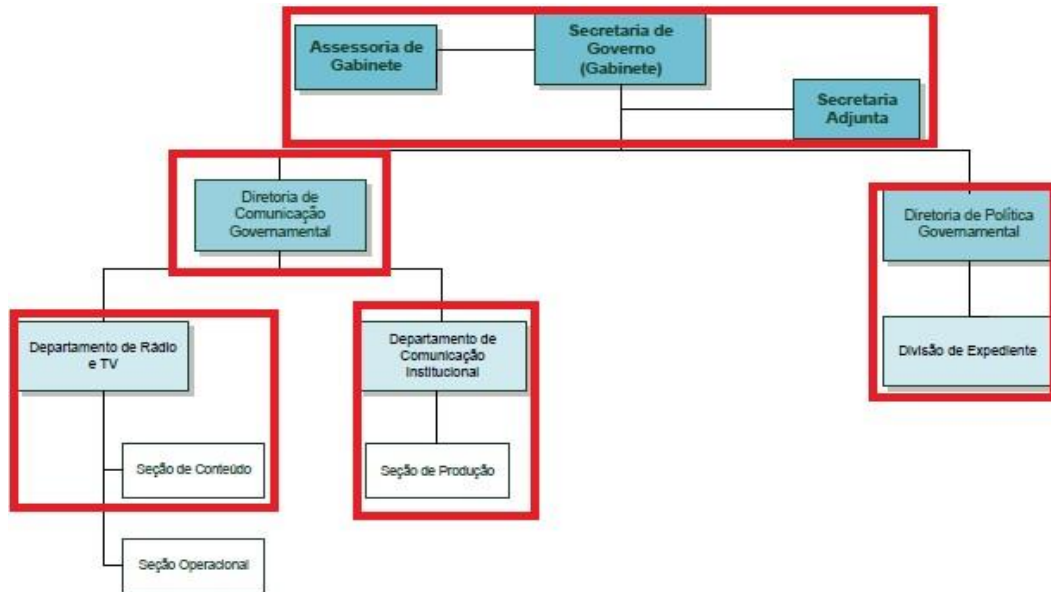 Assessoria de
Gabinete
Secretaria de
Governo
(Gabinete)
Secretaria
Adjunta
Diretoria de
Comunicação
Governamental
Diretoria de Política
Governamental
Departamento de Rádio
e TV
Departamento de
Comunicação
Institucional
Divisão de Expediente
Seção de Conteúdo
Seção de Produção
Seção Operacional